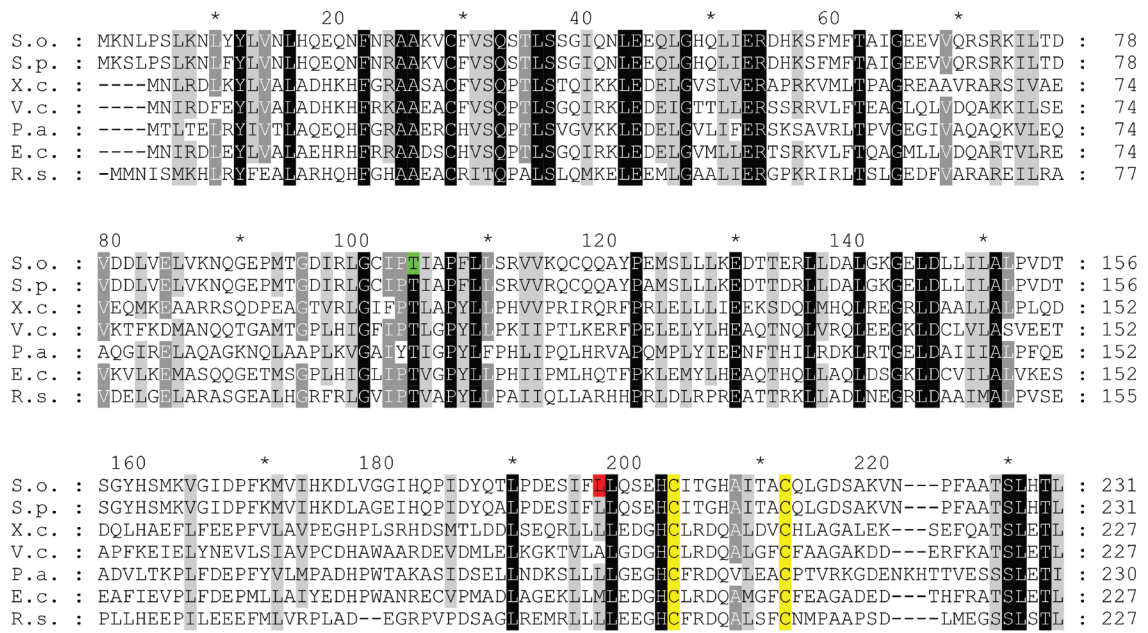 * 20 * 40 * 60 *
S.o. : MKNLPSLKNLYYLVNLHQEQNFNRAAKVCFVSQSTLSSGIQNLEEQLGHQLIERDHKSFMFTAIGEEVVQRSRKILTD : 78
S.p. : MKSLPSLKNLFYLVNLHQEQNFNRAAKVCFVSQSTLSSGIQNLEEQLGHQLIERDHKSFMFTAIGEEVVQRSRKILTD : 78
X.c. : ----MNLRDLKYLVALADHKHFGRAASACFVSQPTLSTQIKKLEDELGVSLVERAPRKVMLTPAGREAAVRARSIVAE : 74
V.c. : ----MNIRDFEYLVALADHKHFRKAAEACFVSQPTLSGQIRKLEDELGTTLLERSSRRVLFTEAGLQLVDQAKKILSE : 74
P.a. : ----MTLTELRYIVTLAQEQHFGRAAERCHVSQPTLSVGVKKLEDELGVLIFERSKSAVRLTPVGEGIVAQAQKVLEQ : 74
E.c. : ----MNIRDLEYLVALAEHRHFRRAADSCHVSQPTLSGQIRKLEDELGVMLLERTSRKVLFTQAGMLLVDQARTVLRE : 74
R.s. : -MMNISMKHLRYFEALARHQHFGHAAEACRITQPALSLQMKELEEMLGAALIERGPKRIRLTSLGEDFVARAREILRA : 77
80 * 100 * 120 * 140 *
S.o. : VDDLVELVKNQGEPMTGDIRLGCIPTIAPFLLSRVVKQCQQAYPEMSLLLKEDTTERLLDALGKGELDLLILALPVDT : 156
S.p. : VDDLVELVKNQGEPMTGDIRLGCIPTIAPFLLSRVVRQCQQAYPAMSLLLKEDTTDRLLDALGKGELDLLILALPVDT : 156
X.c. : VEQMKEAARRSQDPEAGTVRLGIFPTLAPYLLPHVVPRIRQRFPRLELLLIEEKSDQLMHQLREGRLDAALLALPLQD : 152
V.c. : VKTFKDMANQQTGAMTGPLHIGFIPTLGPYLLPKIIPTLKERFPELELYLHEAQTNQLVRQLEEGKLDCLVLASVEET : 152
P.a. : AQGIRELAQAGKNQLAAPLKVGAIYTIGPYLFPHLIPQLHRVAPQMPLYIEENFTHILRDKLRTGELDAIIIALPFQE : 152
E.c. : VKVLKEMASQQGETMSGPLHIGLIPTVGPYLLPHIIPMLHQTFPKLEMYLHEAQTHQLLAQLDSGKLDCVILALVKES : 152
R.s. : VDELGELARASGEALHGRFRLGVIPTVAPYLLPAIIQLLARHHPRLDLRPREATTRKLLADLNEGRLDAAIMALPVSE : 155
160 * 180 * 200 * 220 *
S.o. : SGYHSMKVGIDPFKMVIHKDLVGGIHQPIDYQTLPDESIFLLQSEHCITGHAITACQLGDSAKVN---PFAATSLHTL : 231
S.p. : SGYHSMKVGIDPFKMVIHKDLAGEIHQPIDYQALPDESIFLLQSEHCITGHAITACQLGDSAKVN---PFAATSLHTL : 231
X.c. : DQLHAEFLFEEPFVLAVPEGHPLSRHDSMTLDDLSEQRLLLLEDGHCLRDQALDVCHLAGALEK---SEFQATSLETL : 227
V.c. : APFKEIELYNEVLSIAVPCDHAWAARDEVDMLELKGKTVLALGDGHCLRDQALGFCFAAGAKDD---ERFKATSLETL : 227
P.a. : ADVLTKPLFDEPFYVLMPADHPWTAKASIDSELLNDKSLLLLGEGHCFRDQVLEACPTVRKGDENKHTTVESSSLETI : 230
E.c. : EAFIEVPLFDEPMLLAIYEDHPWANRECVPMADLAGEKLLMLEDGHCLRDQAMGFCFEAGADED---THFRATSLETL : 227
R.s. : PLLHEEPILEEEFMLVRPLAD--EGRPVPDSAGLREMRLLLLEEGHCFRDQALSFCNMPAAPSD----LMEGSSLSTL : 227